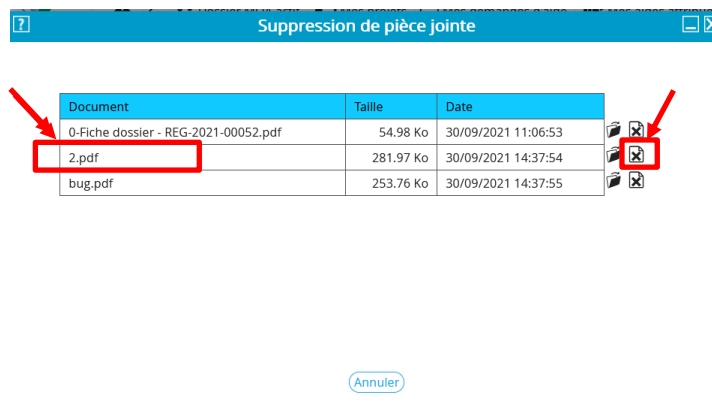 ?
Suppression de pièce jointe
Document Taille Date
0-Fiche dossier - REG-2021-00052.pdf 54.98 Ko 30/09/2021 11:06:53
2.pdf 281.97 Ko 30/09/2021 14:37:54
bug.pdf 253.76 Ko 30/09/2021 14:37:55
Annuler